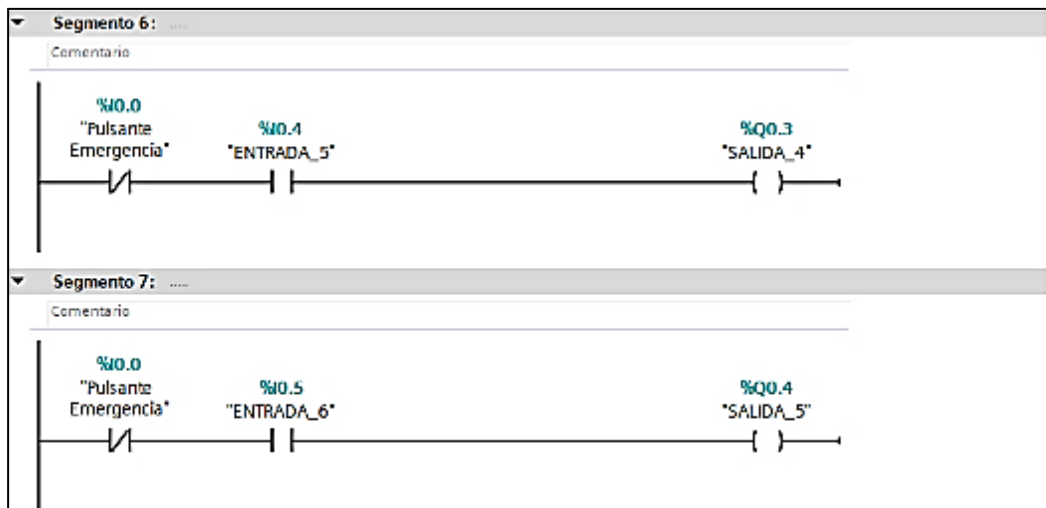 Segmento 6: .....
Comentario
%I0.0
"Pulsante
Emergencia"
%I0.4
"ENTRADA_5"
%Q0.3
"SALIDA_4"
Segmento 7: .....
Comentario
%I0.0
"Pulsante
Emergencia"
%I0.5
"ENTRADA_6"
%Q0.4
"SALIDA_5"